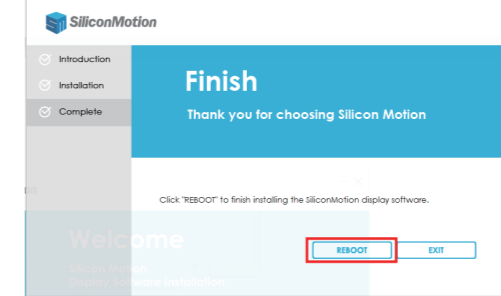 SiliconMotion
Introduction
Installation
Complete
Finish
Thank you for choosing Silicon Motion
Click "REBOOT" to finish installing the SiliconMotion display software.
Welcome
Silicon Motion
Display Software Installation
REBOOT
EXIT